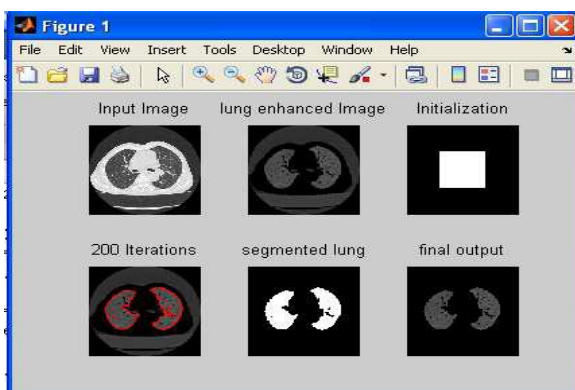 Figure 1
File Edit View Insert Tools Desktop Window Help
Input Image lung enhanced Image Initialization
200 Iterations segmented lung final output